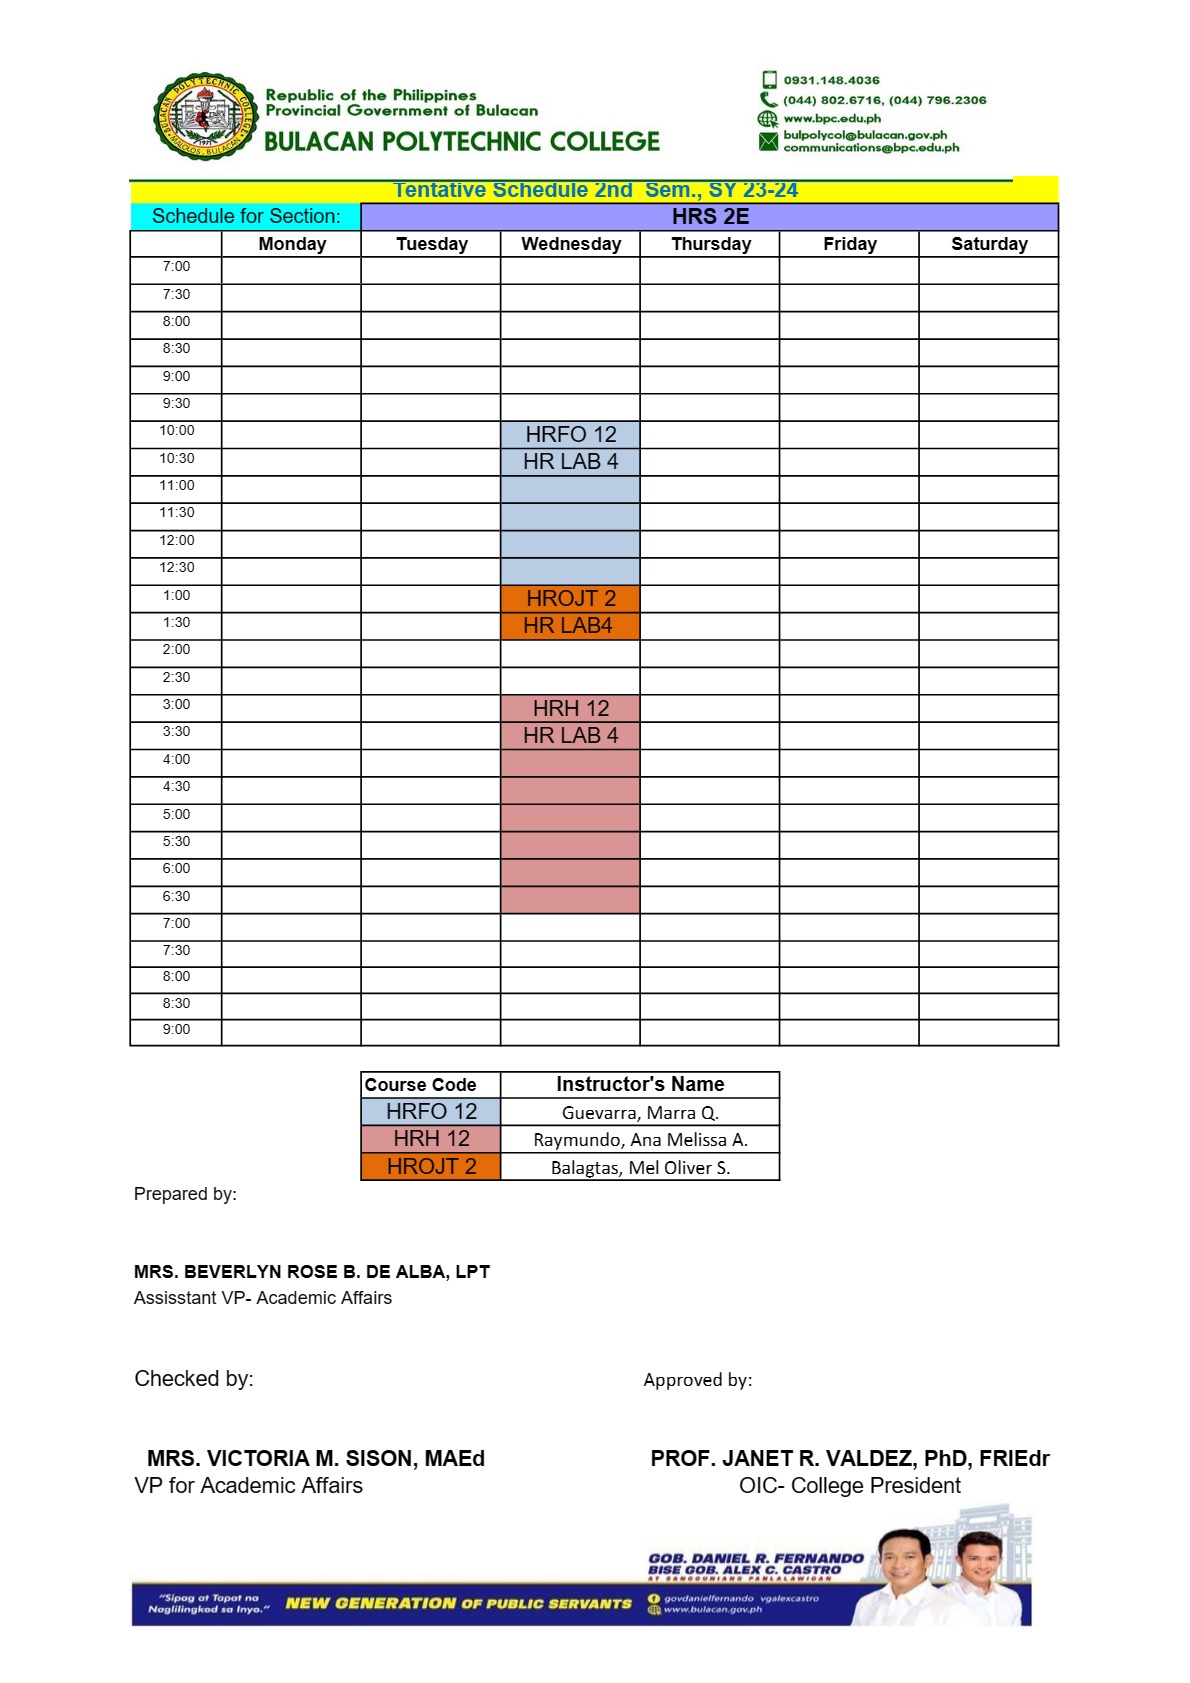 BULACAN POLYTECHNIC COLLEGE
MALOLOS, BULACAN
1971
Republic of the Philippines
Provincial Government of Bulacan
BULACAN POLYTECHNIC COLLEGE
0931.148.4036
(044) 802.6716, (044) 796.2306
www.bpc.edu.ph
bulpolycol@bulacan.gov.ph
communications@bpc.edu.ph
Tentative Schedule 2nd Sem., SY 23-24
Schedule for Section: HRS 2E
Monday Tuesday Wednesday Thursday Friday Saturday
7:00
7:30
8:00
8:30
9:00
9:30
10:00 HRFO 12
10:30 HR LAB 4
11:00
11:30
12:00
12:30
1:00 HROJT 2
1:30 HR LAB4
2:00
2:30
3:00 HRH 12
3:30 HR LAB 4
4:00
4:30
5:00
5:30
6:00
6:30
7:00
7:30
8:00
8:30
9:00
Course Code Instructor's Name
HRFO 12 Guevarra, Marra Q.
HRH 12 Raymundo, Ana Melissa A.
HROJT 2 Balagtas, Mel Oliver S.
Prepared by:
MRS. BEVERLYN ROSE B. DE ALBA, LPT
Assisstant VP- Academic Affairs
Checked by: Approved by:
MRS. VICTORIA M. SISON, MAEd PROF. JANET R. VALDEZ, PhD, FRIEdr
VP for Academic Affairs OIC- College President
GOB. DANIEL R. FERNANDO
BISE GOB. ALEX C. CASTRO
AT SANGGUNIANG PANLALAWIGAN
"Sipag at Tapat na
Naglilingkod sa Inyo."
NEW GENERATION OF PUBLIC SERVANTS
govdanielfernando vgalexcastro
www.bulacan.gov.ph